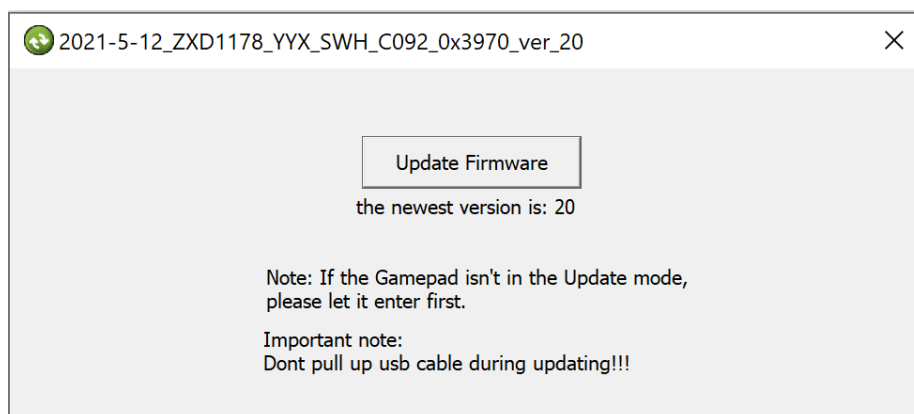 2021-5-12_ZXD1178_YYX_SWH_C092_0x3970_ver_20
Update Firmware
the newest version is: 20
Note: If the Gamepad isn't in the Update mode,
please let it enter first.
Important note:
Dont pull up usb cable during updating!!!